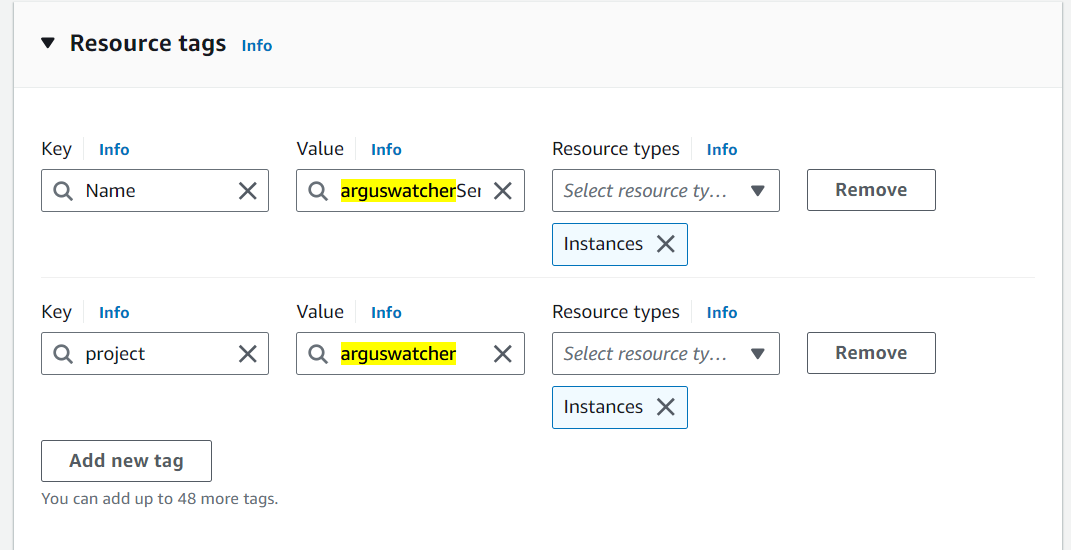 Resource tags Info
Key Info Value Info Resource types Info
Name arguswatcherSer Select resource ty... Remove
Instances
Key Info Value Info Resource types Info
project arguswatcher Select resource ty... Remove
Instances
Add new tag
You can add up to 48 more tags.